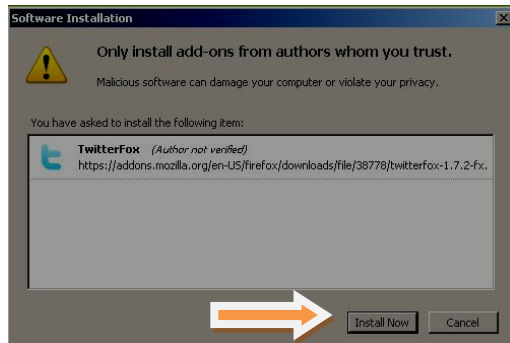 Software Installation
Only install add-ons from authors whom you trust.
Malicious software can damage your computer or violate your privacy.
You have asked to install the following item:
TwitterFox (Author not verified)
https://addons.mozilla.org/en-US/firefox/downloads/file/38778/twitterfox-1.7.2-fx.
Install Now Cancel